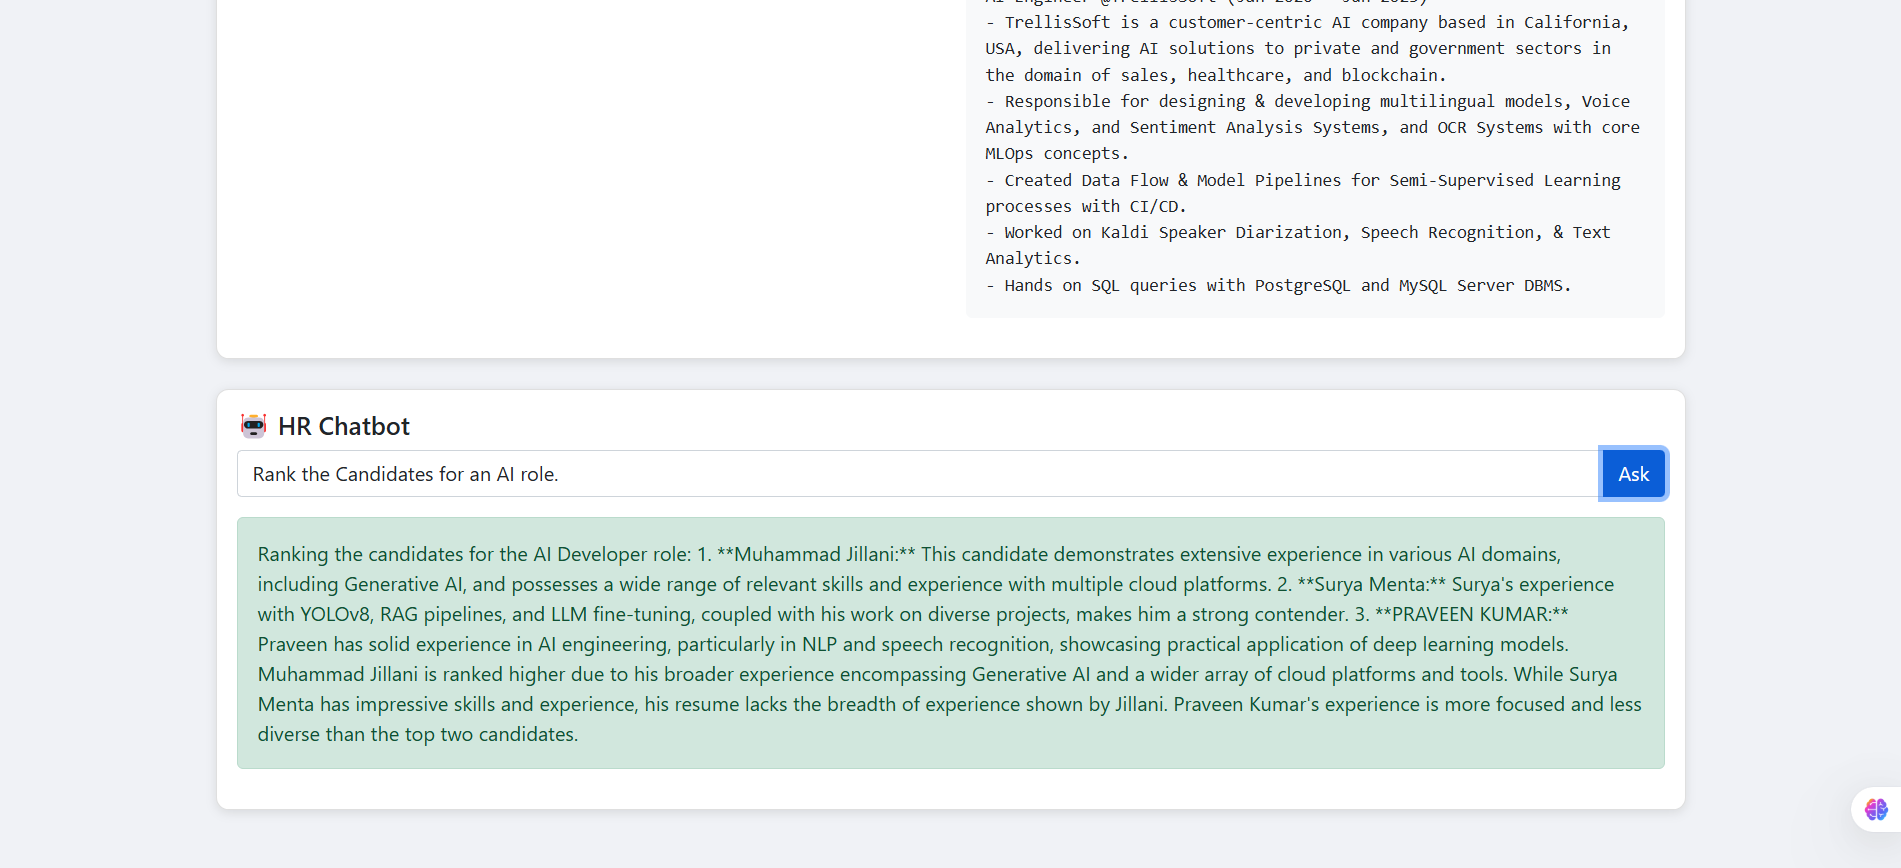 - TrellisSoft is a customer-centric AI company based in California,
USA, delivering AI solutions to private and government sectors in
the domain of sales, healthcare, and blockchain.
- Responsible for designing & developing multilingual models, Voice
Analytics, and Sentiment Analysis Systems, and OCR Systems with core
MLOps concepts.
- Created Data Flow & Model Pipelines for Semi-Supervised Learning
processes with CI/CD.
- Worked on Kaldi Speaker Diarization, Speech Recognition, & Text
Analytics.
- Hands on SQL queries with PostgreSQL and MySQL Server DBMS.
HR Chatbot
Rank the Candidates for an AI role.
Ask
Ranking the candidates for the AI Developer role: 1. **Muhammad Jillani:** This candidate demonstrates extensive experience in various AI domains,
including Generative AI, and possesses a wide range of relevant skills and experience with multiple cloud platforms. 2. **Surya Menta:** Surya's experience
with YOLOv8, RAG pipelines, and LLM fine-tuning, coupled with his work on diverse projects, makes him a strong contender. 3. **PRAVEEN KUMAR:**
Praveen has solid experience in AI engineering, particularly in NLP and speech recognition, showcasing practical application of deep learning models.
Muhammad Jillani is ranked higher due to his broader experience encompassing Generative AI and a wider array of cloud platforms and tools. While Surya
Menta has impressive skills and experience, his resume lacks the breadth of experience shown by Jillani. Praveen Kumar's experience is more focused and less
diverse than the top two candidates.